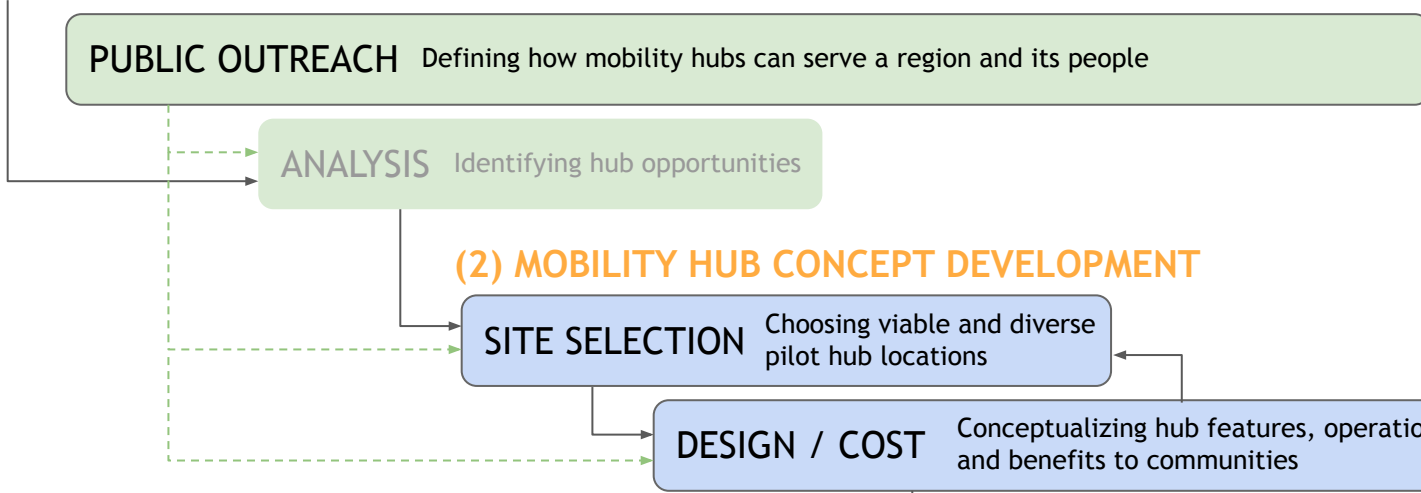 PUBLIC OUTREACH Defining how mobility hubs can serve a region and its people
ANALYSIS Identifying hub opportunities
(2) MOBILITY HUB CONCEPT DEVELOPMENT
SITE SELECTION Choosing viable and diverse
pilot hub locations
DESIGN / COST Conceptualizing hub features,
and benefits to communities